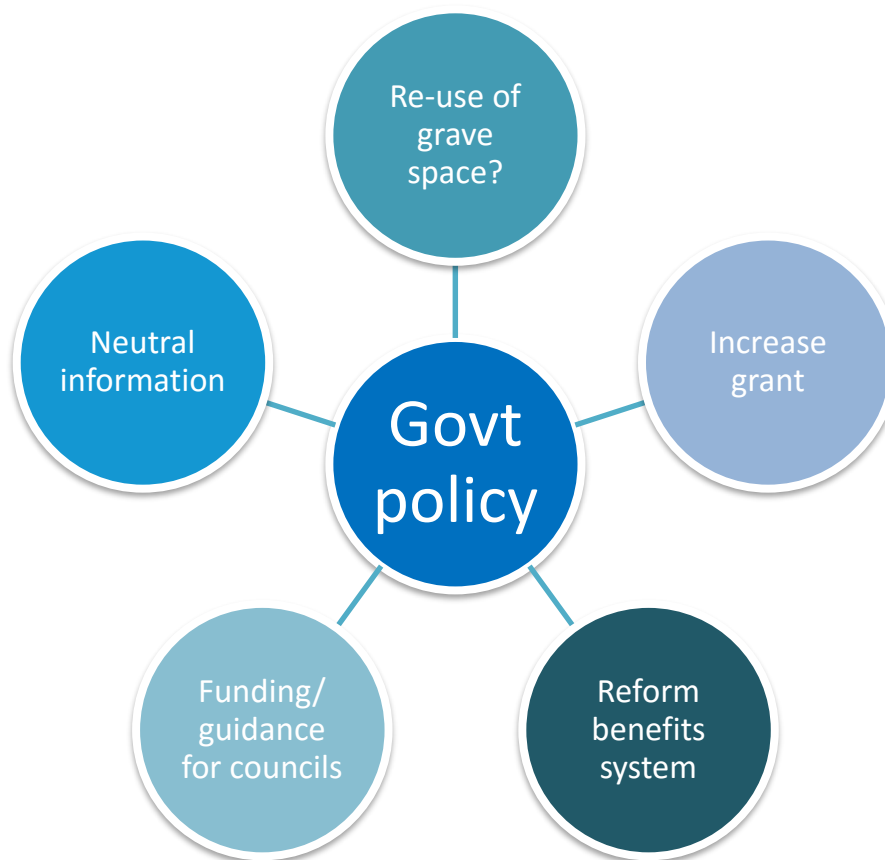 Re-use of
grave
space?
Neutral
information
Increase
grant
Govt
policy
Funding/
guidance
for councils
Reform
benefits
system